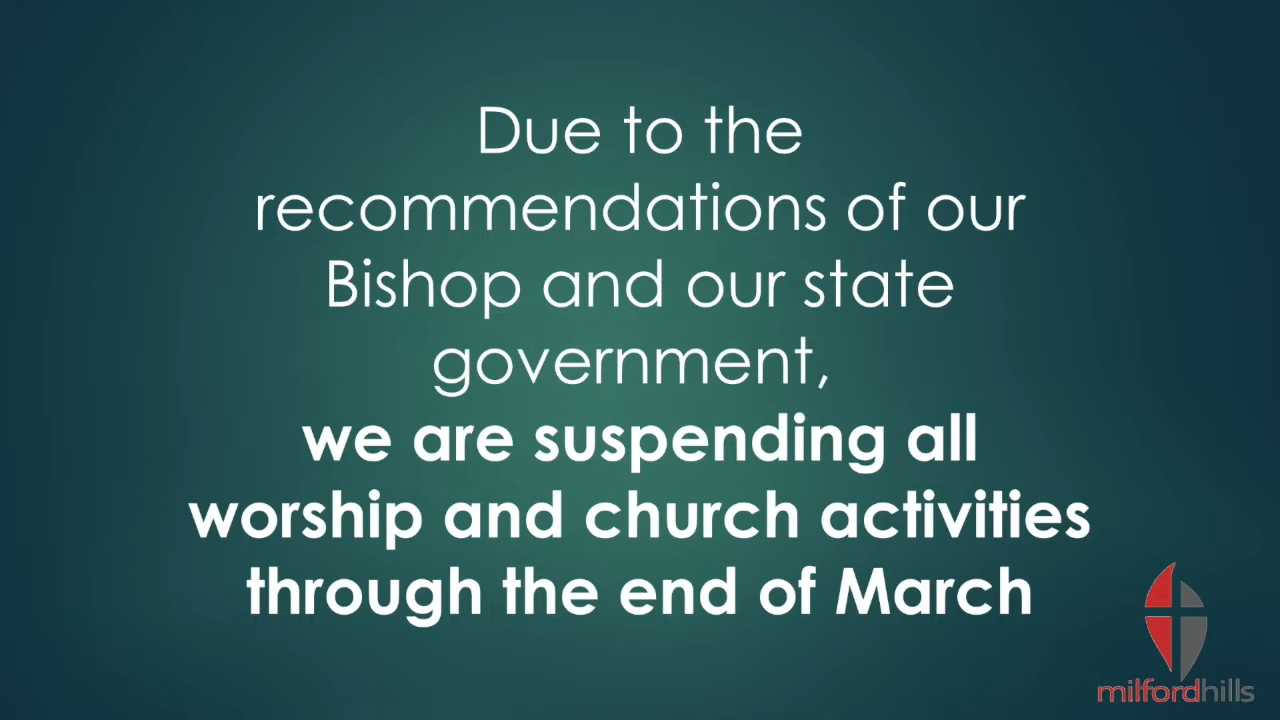 Due to the
recommendations of our
Bishop and our state
government,
we are suspending all
worship and church activities
through the end of March
milfordhills